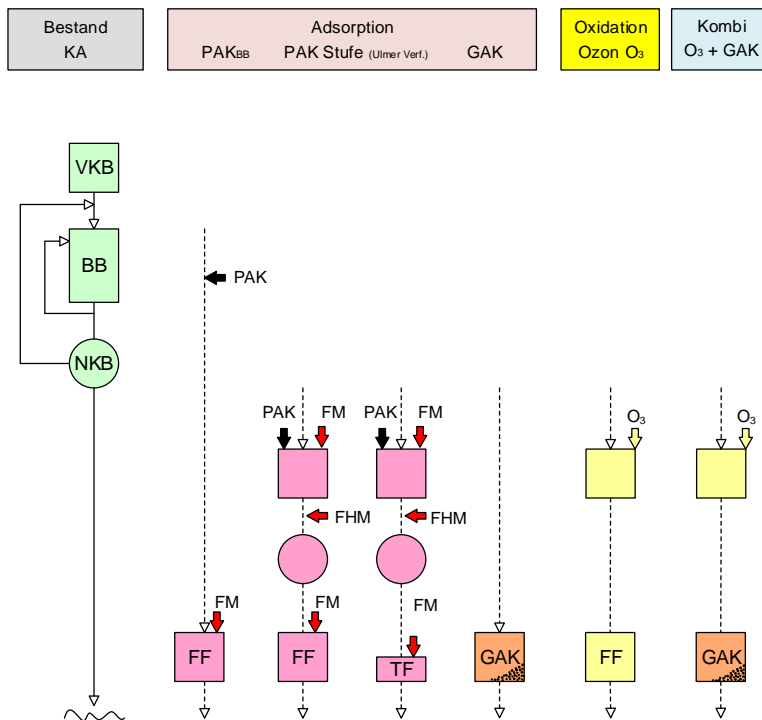 Bestand
KA
Adsorption
PAKBB PAK Stufe (Ulmer Verf.) GAK
Oxidation
Ozon O₃
Kombi
O₃ + GAK
VKB
BB
NKB
PAK
PAK FM PAK FM
O₃ O₃
FHM FHM
FM FM FM
FF FF TF GAK FF GAK